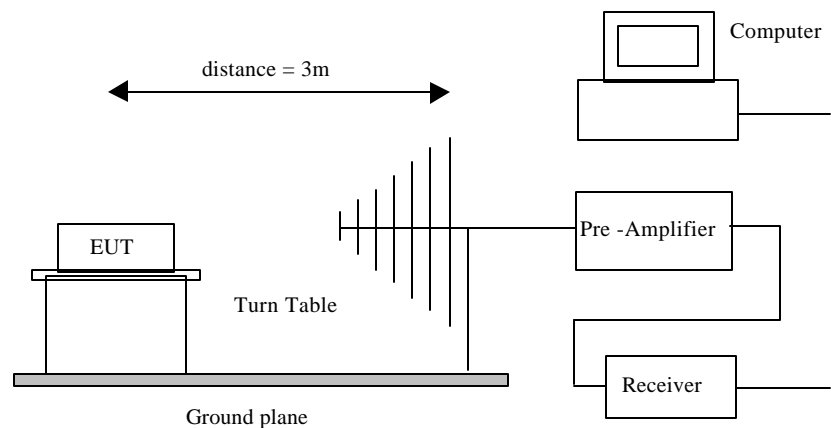 Computer
distance = 3m
Pre -Amplifier
EUT
Turn Table
Receiver
Ground plane